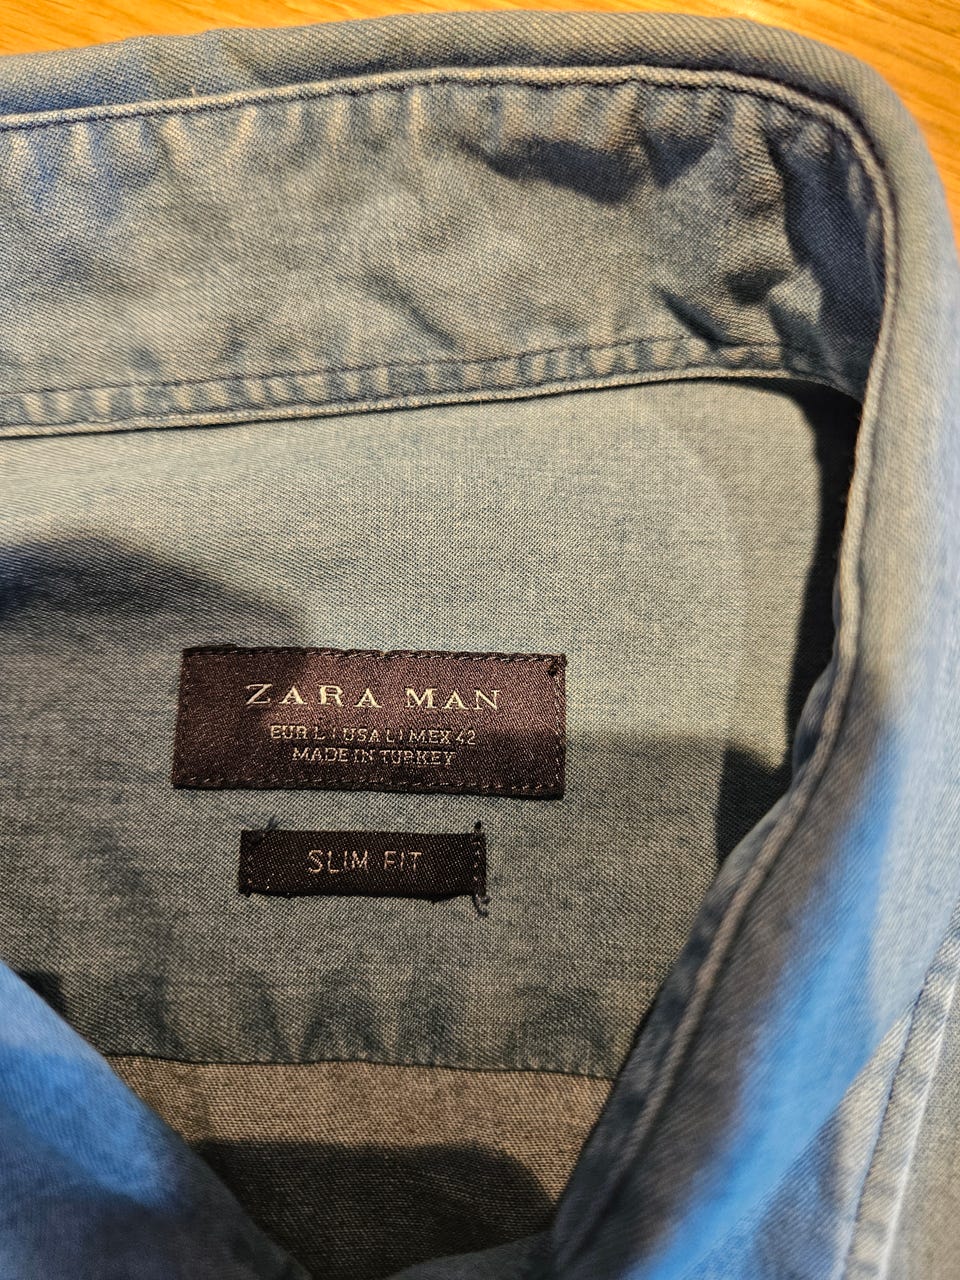 ZARA MAN
EUR L | USA L | MEX 42
MADE IN TURKEY
SLIM FIT